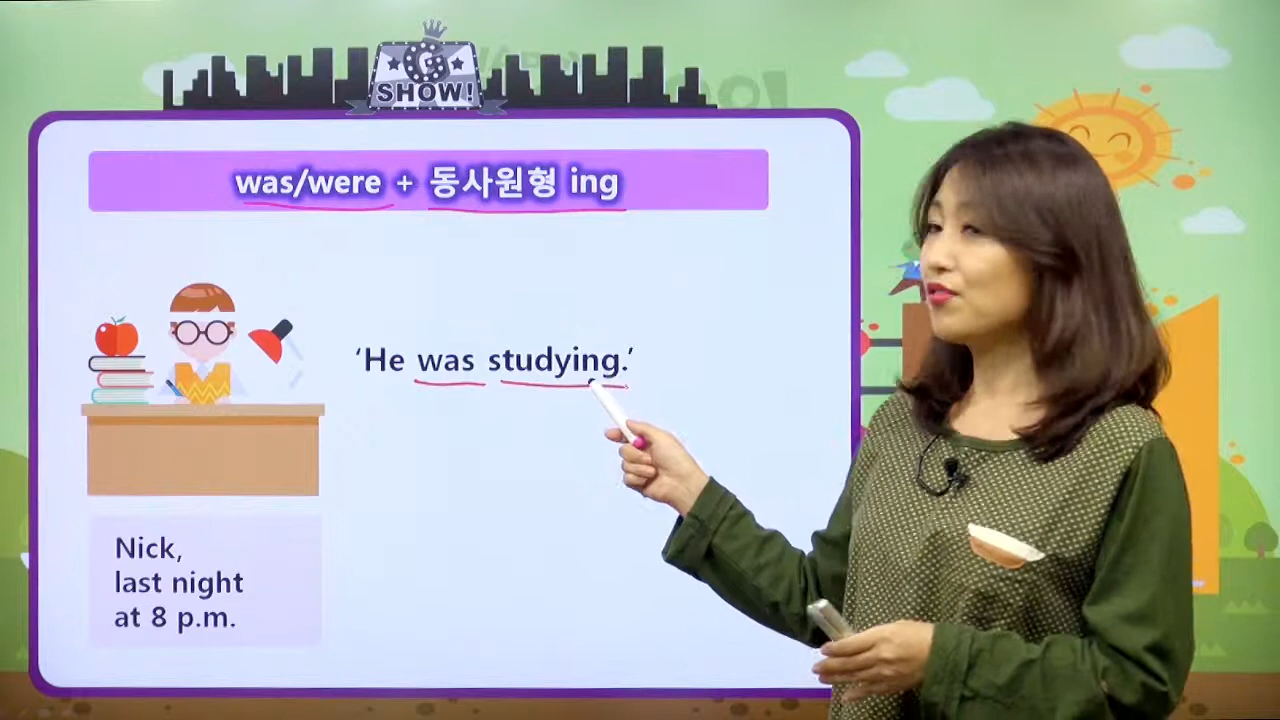 G
SHOW!
was/were + 동사원형 ing
‘He was studying.’
Nick,
last night
at 8 p.m.